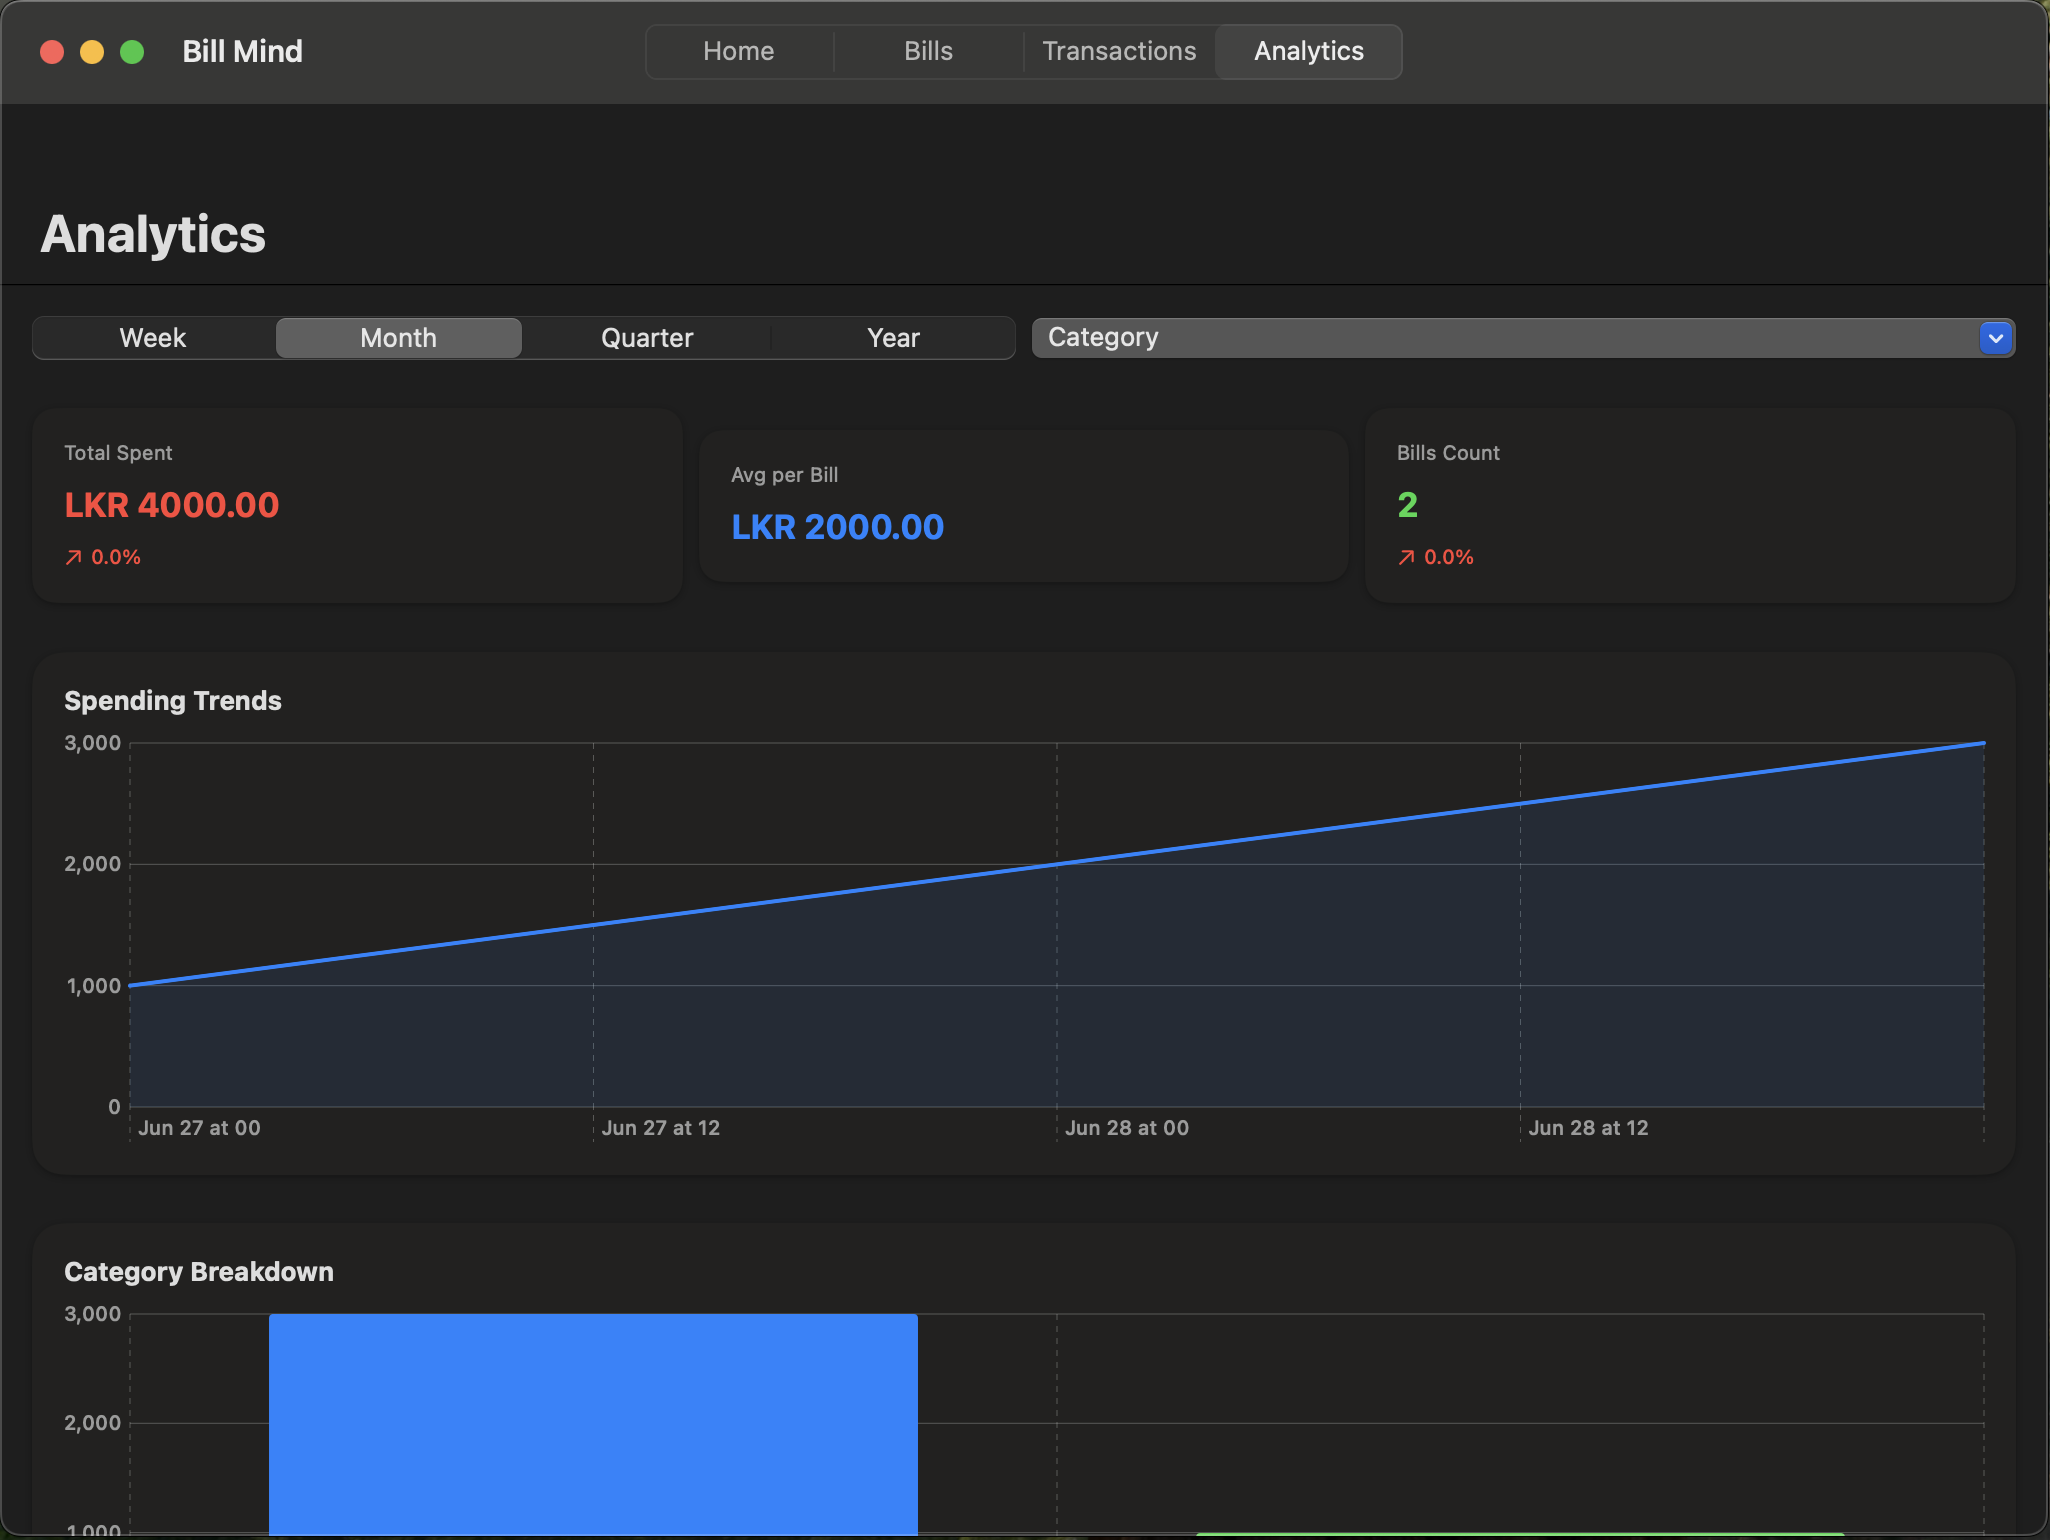 Bill Mind
Home
Bills
Transactions
Analytics
Analytics
Week
Month
Quarter
Year
Category
Total Spent
LKR 4000.00
↗ 0.0%
Avg per Bill
LKR 2000.00
Bills Count
2
↗ 0.0%
Spending Trends
3,000
2,000
1,000
0
Jun 27 at 00
Jun 27 at 12
Jun 28 at 00
Jun 28 at 12
Category Breakdown
3,000
2,000
1,000